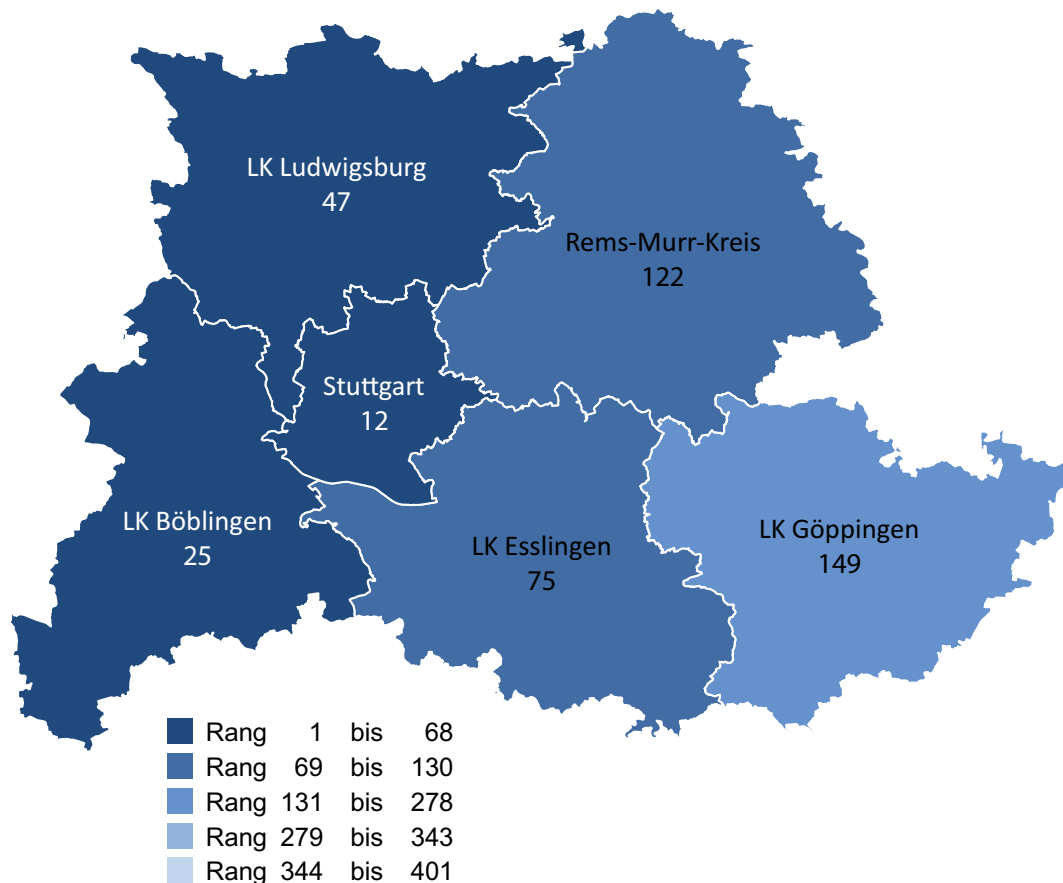 LK Ludwigsburg
47
Rems-Murr-Kreis
122
Stuttgart
12
LK Böblingen
25
LK Esslingen
75
LK Göppingen
149
Rang 1 bis 68
Rang 69 bis 130
Rang 131 bis 278
Rang 279 bis 343
Rang 344 bis 401